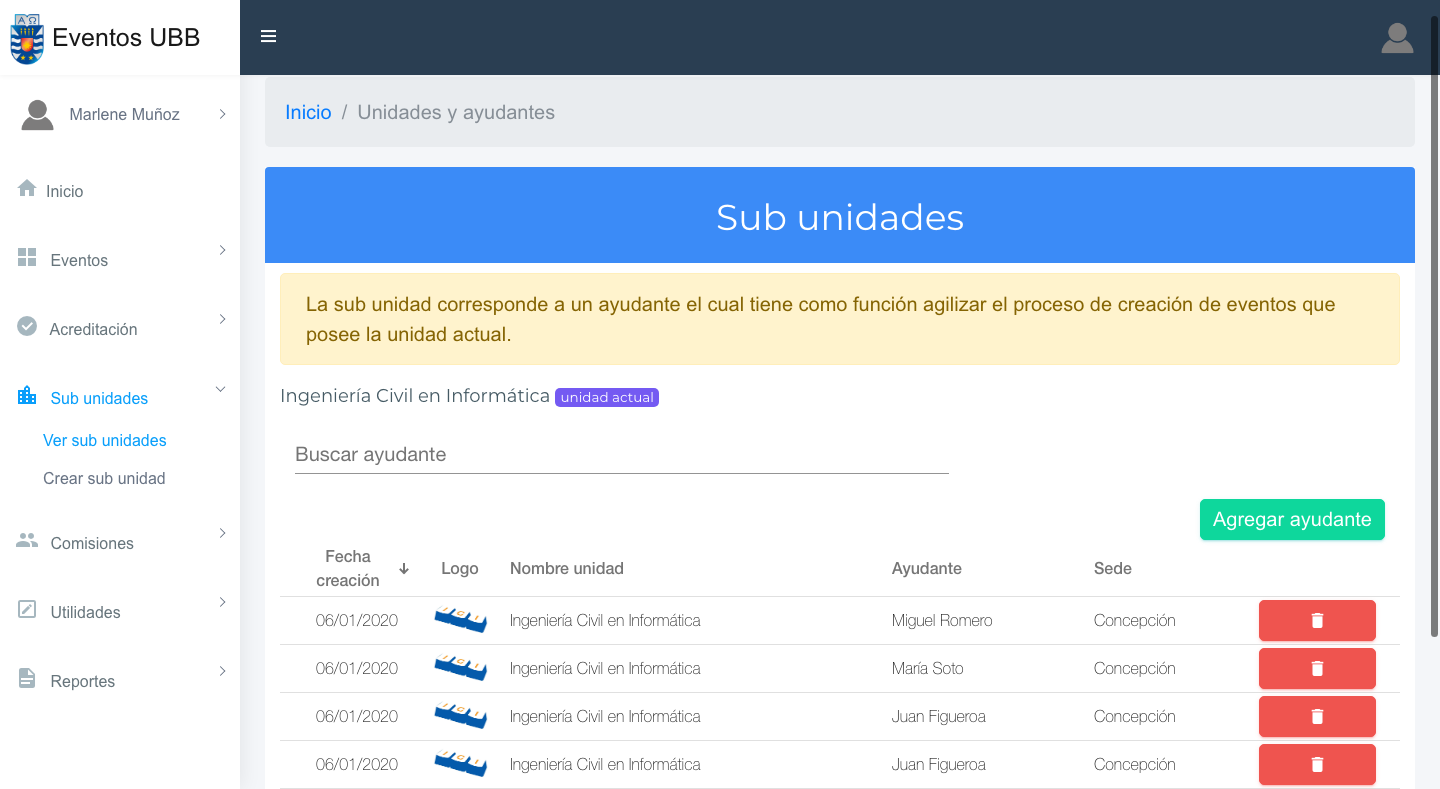 Eventos UBB
Marlene Muñoz
Inicio
Eventos
Acreditación
Sub unidades
Ver sub unidades
Crear sub unidad
Comisiones
Utilidades
Reportes
Inicio / Unidades y ayudantes
Sub unidades
La sub unidad corresponde a un ayudante el cual tiene como función agilizar el proceso de creación de eventos que
posee la unidad actual.
Ingeniería Civil en Informática unidad actual
Buscar ayudante
Agregar ayudante
Fecha creación Logo Nombre unidad Ayudante Sede
06/01/2020 Ingeniería Civil en Informática Miguel Romero Concepción
06/01/2020 Ingeniería Civil en Informática María Soto Concepción
06/01/2020 Ingeniería Civil en Informática Juan Figueroa Concepción
06/01/2020 Ingeniería Civil en Informática Juan Figueroa Concepción